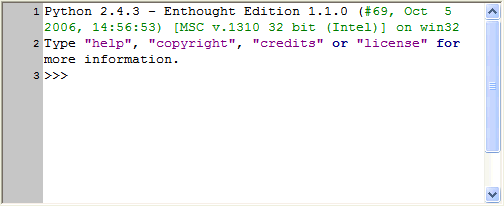 1 Python 2.4.3 - Enthought Edition 1.1.0 (#69, Oct  5
2006, 14:56:53) [MSC v.1310 32 bit (Intel)] on win32
2 Type "help", "copyright", "credits" or "license" for
more information.
3 >>>